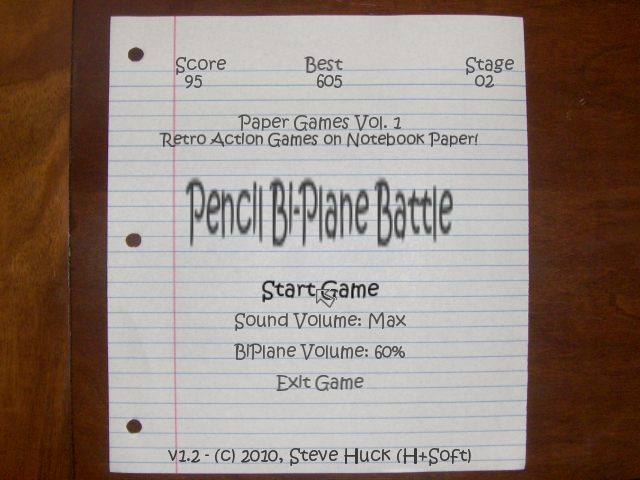 Score Best Stage
95 605 02
Paper Games Vol. 1
Retro Action Games on Notebook Paper!
Pencil Bi-Plane Battle
Start Game
Sound Volume: Max
BiPlane Volume: 60%
Exit Game
v1.2 - (c) 2010, Steve Huck (H+Soft)